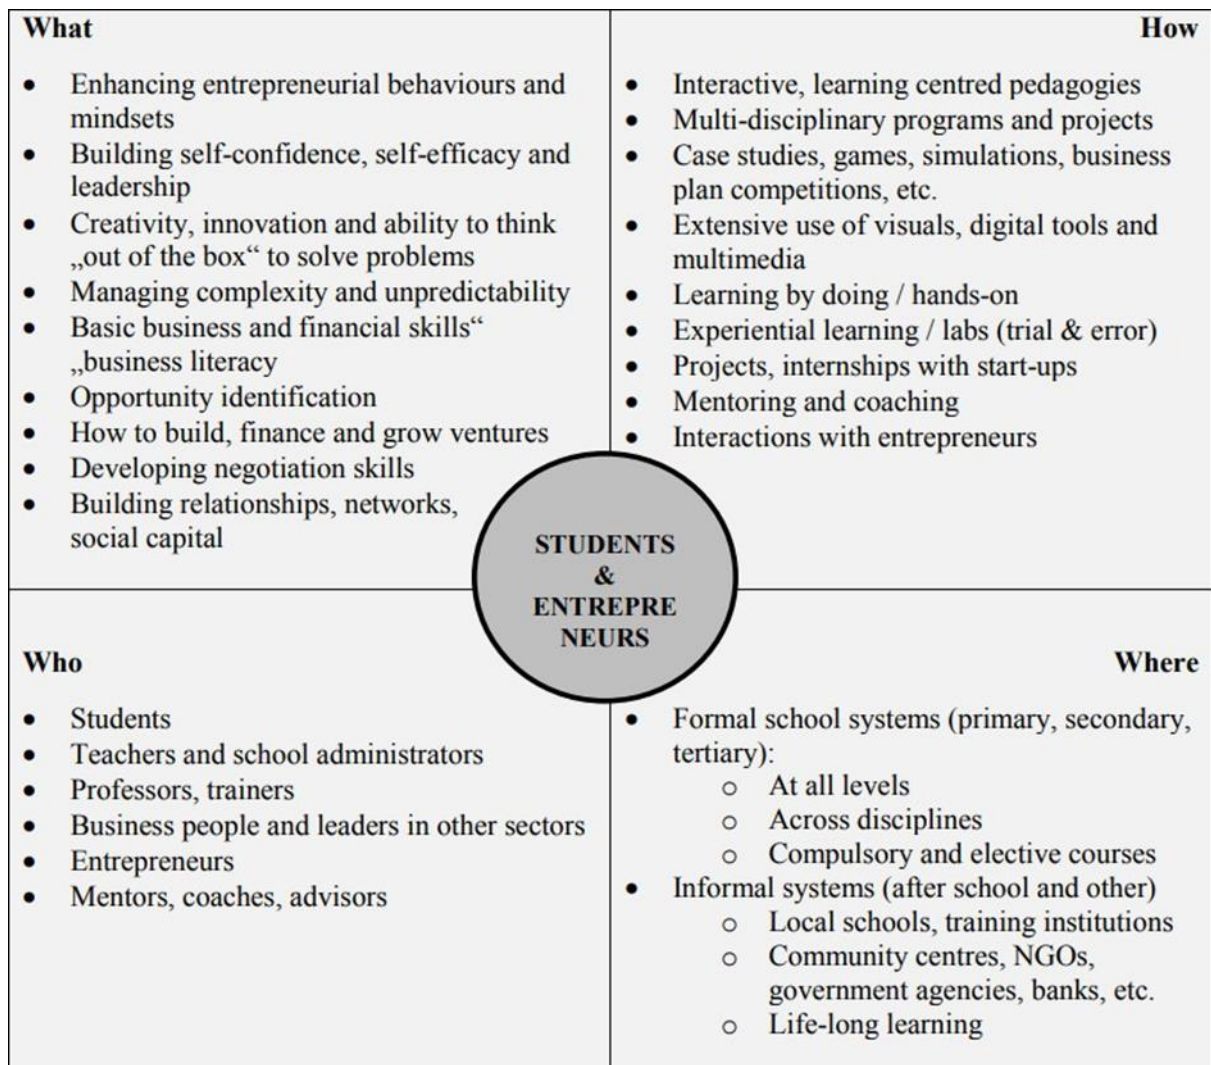 What
• Enhancing entrepreneurial behaviours and
mindsets
• Building self-confidence, self-efficacy and
leadership
• Creativity, innovation and ability to think
„out of the box“ to solve problems
• Managing complexity and unpredictability
• Basic business and financial skills“
„business literacy
• Opportunity identification
• How to build, finance and grow ventures
• Developing negotiation skills
• Building relationships, networks,
social capital
How
• Interactive, learning centred pedagogies
• Multi-disciplinary programs and projects
• Case studies, games, simulations, business
plan competitions, etc.
• Extensive use of visuals, digital tools and
multimedia
• Learning by doing / hands-on
• Experiential learning / labs (trial & error)
• Projects, internships with start-ups
• Mentoring and coaching
• Interactions with entrepreneurs
STUDENTS
&
ENTREPRE
NEURS
Who
• Students
• Teachers and school administrators
• Professors, trainers
• Business people and leaders in other sectors
• Entrepreneurs
• Mentors, coaches, advisors
Where
• Formal school systems (primary, secondary,
tertiary):
o At all levels
o Across disciplines
o Compulsory and elective courses
• Informal systems (after school and other)
o Local schools, training institutions
o Community centres, NGOs,
government agencies, banks, etc.
o Life-long learning